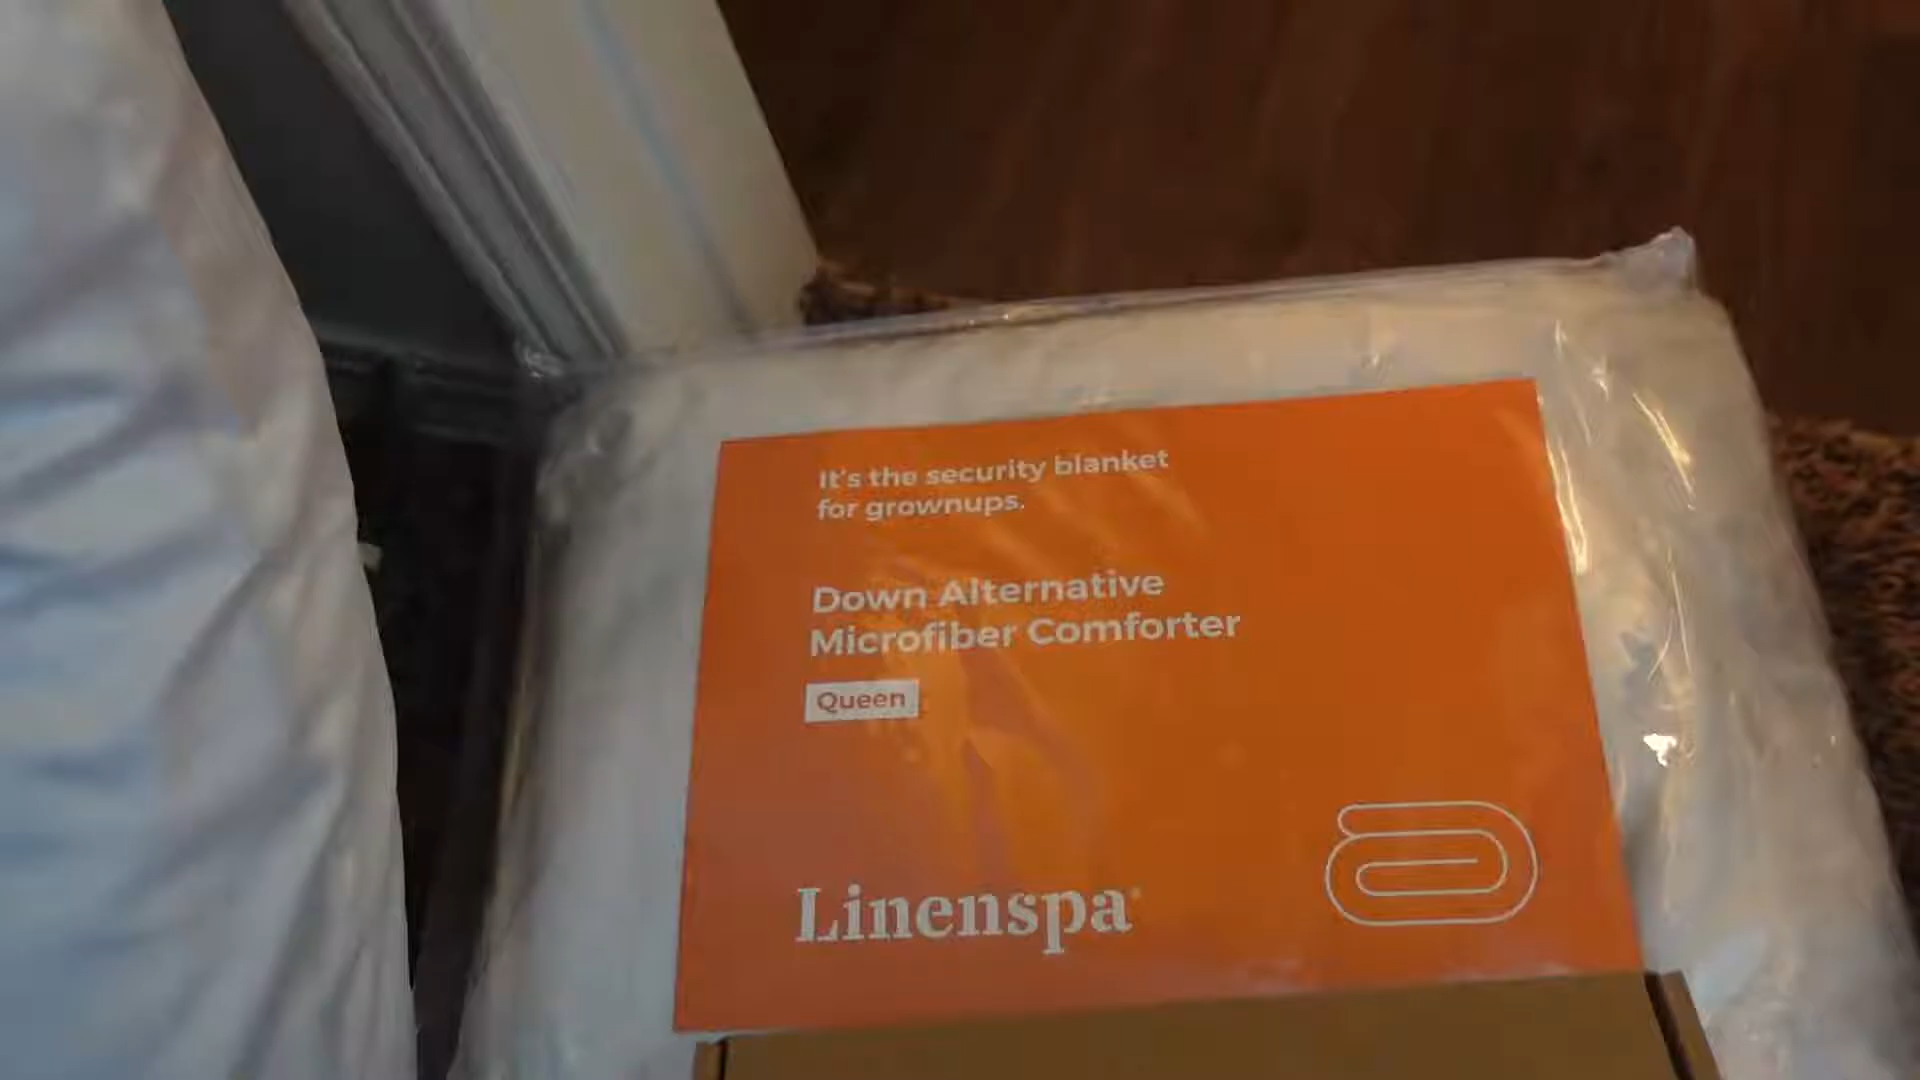 It's the security blanket
for grownups.
Down Alternative
Microfiber Comforter
Queen
Linenspa